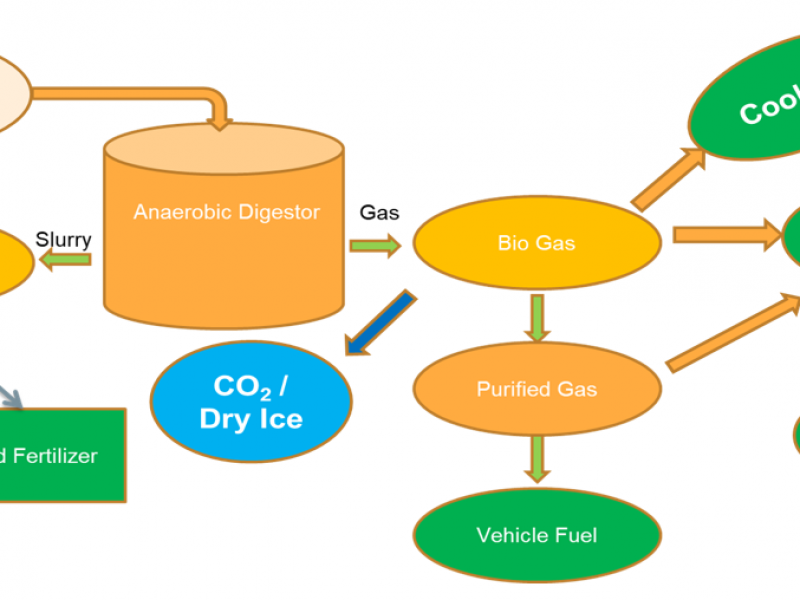 Cool
Anaerobic Digestor
Gas
Slurry
Bio Gas
CO₂ /
Dry Ice
Purified Gas
d Fertilizer
Vehicle Fuel